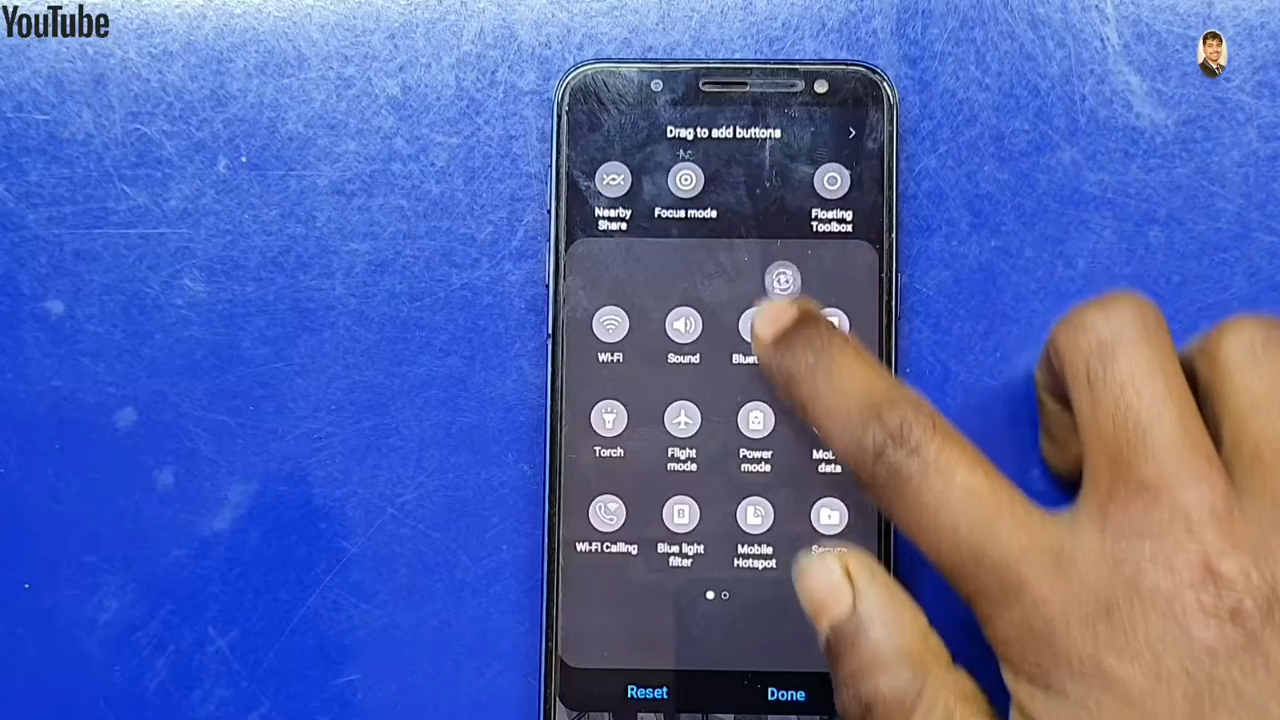 YouTube
Drag to add buttons
Nearby
Share
Focus mode
Floating
Toolbox
Wi-Fi
Sound
Torch
Flight
mode
Power
mode
data
Wi-Fi Calling
Blue light
filter
Mobile
Hotspot
Reset
Done